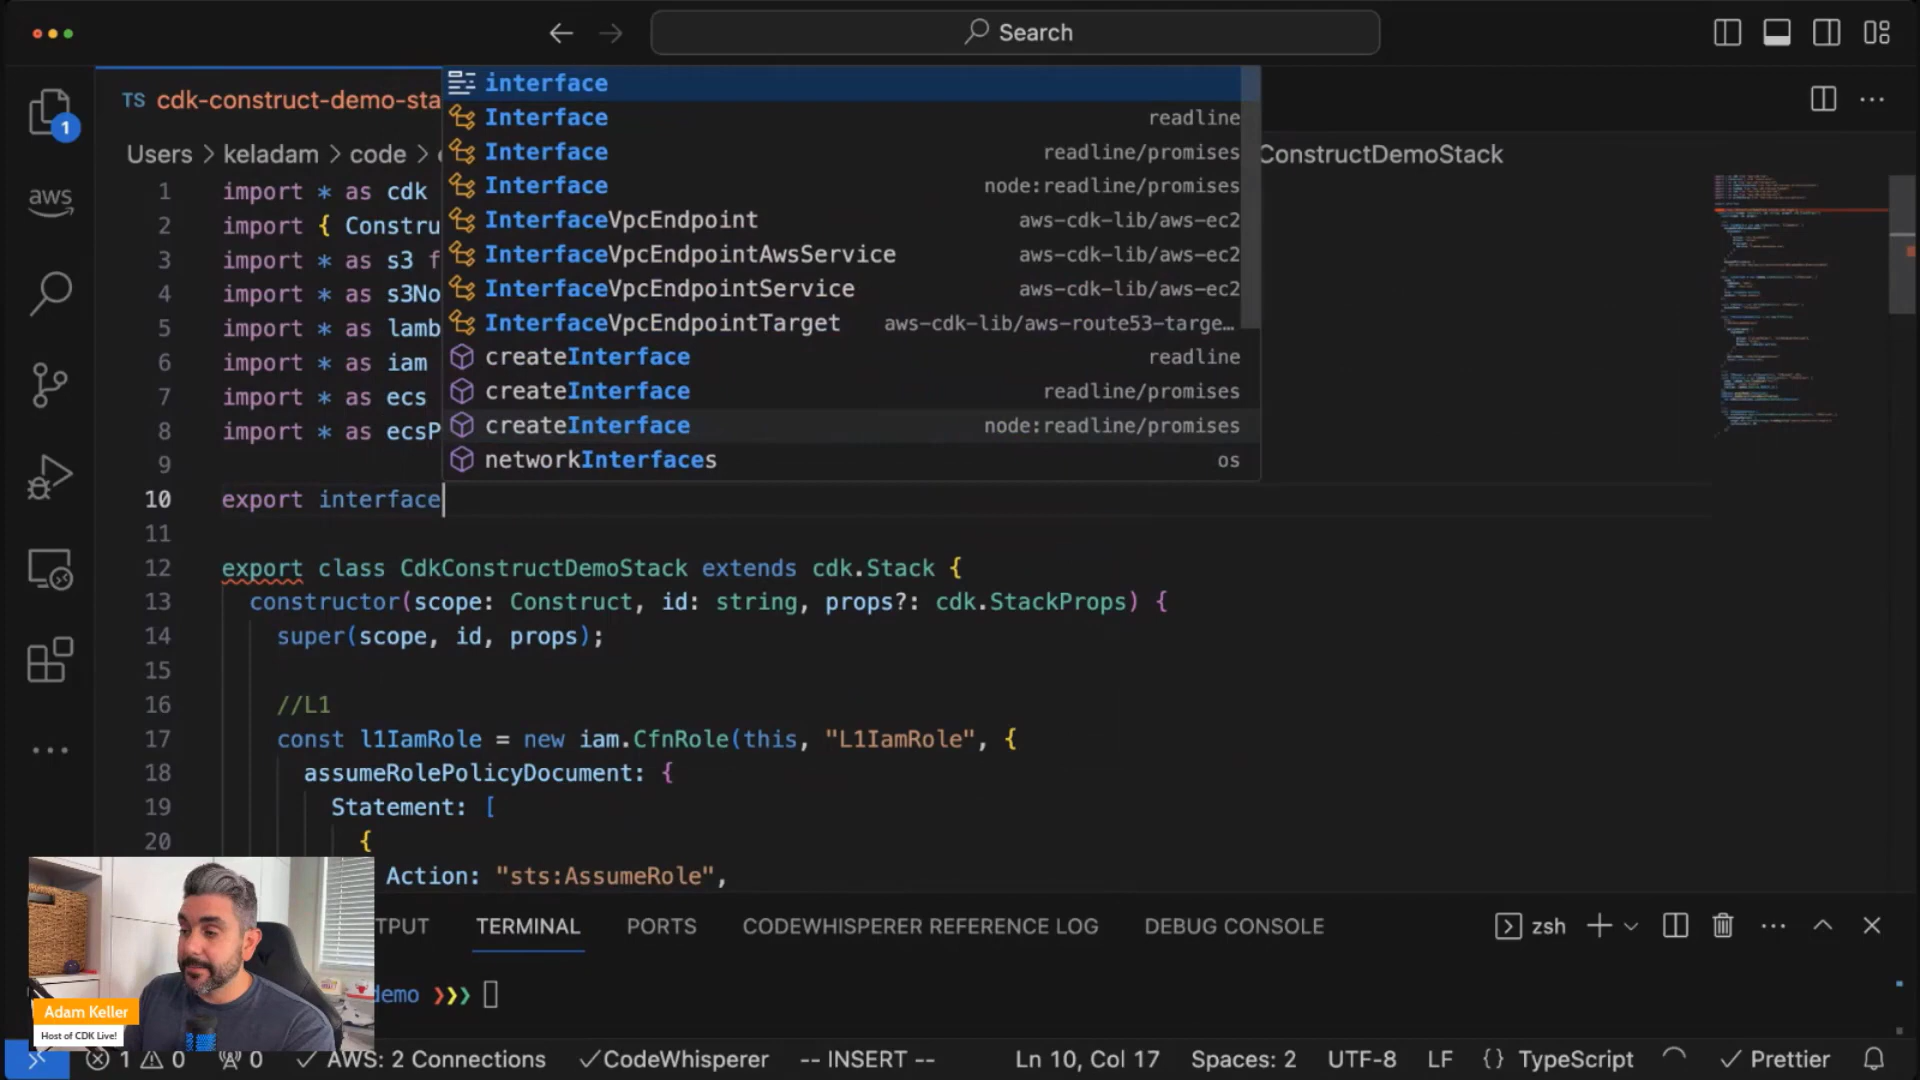 Search
TS cdk-construct-demo-sta
Users > keladam > code >
ConstructDemoStack
interface
Interface readline
Interface readline/promises
Interface node:readline/promises
InterfaceVpcEndpoint aws-cdk-lib/aws-ec2
InterfaceVpcEndpointAwsService aws-cdk-lib/aws-ec2
InterfaceVpcEndpointService aws-cdk-lib/aws-ec2
InterfaceVpcEndpointTarget aws-cdk-lib/aws-route53-targe…
createInterface readline
createInterface readline/promises
createInterface node:readline/promises
networkInterfaces os
1
aws
1 import * as cdk
2 import { Constru
3 import * as s3 f
4 import * as s3No
5 import * as lamb
6 import * as iam
7 import * as ecs
8 import * as ecsP
9
10 export interface
11
12 export class CdkConstructDemoStack extends cdk.Stack {
13 constructor(scope: Construct, id: string, props?: cdk.StackProps) {
14 super(scope, id, props);
15
16 //L1
17 const l1IamRole = new iam.CfnRole(this, "L1IamRole", {
18 assumeRolePolicyDocument: {
19 Statement: [
20 {
Action: "sts:AssumeRole",
TPUT TERMINAL PORTS CODEWHISPERER REFERENCE LOG DEBUG CONSOLE zsh
demo ❯❯❯
Adam Keller
Host of CDK Live!
1 0 0 AWS: 2 Connections CodeWhisperer -- INSERT -- Ln 10, Col 17 Spaces: 2 UTF-8 LF {} TypeScript Prettier